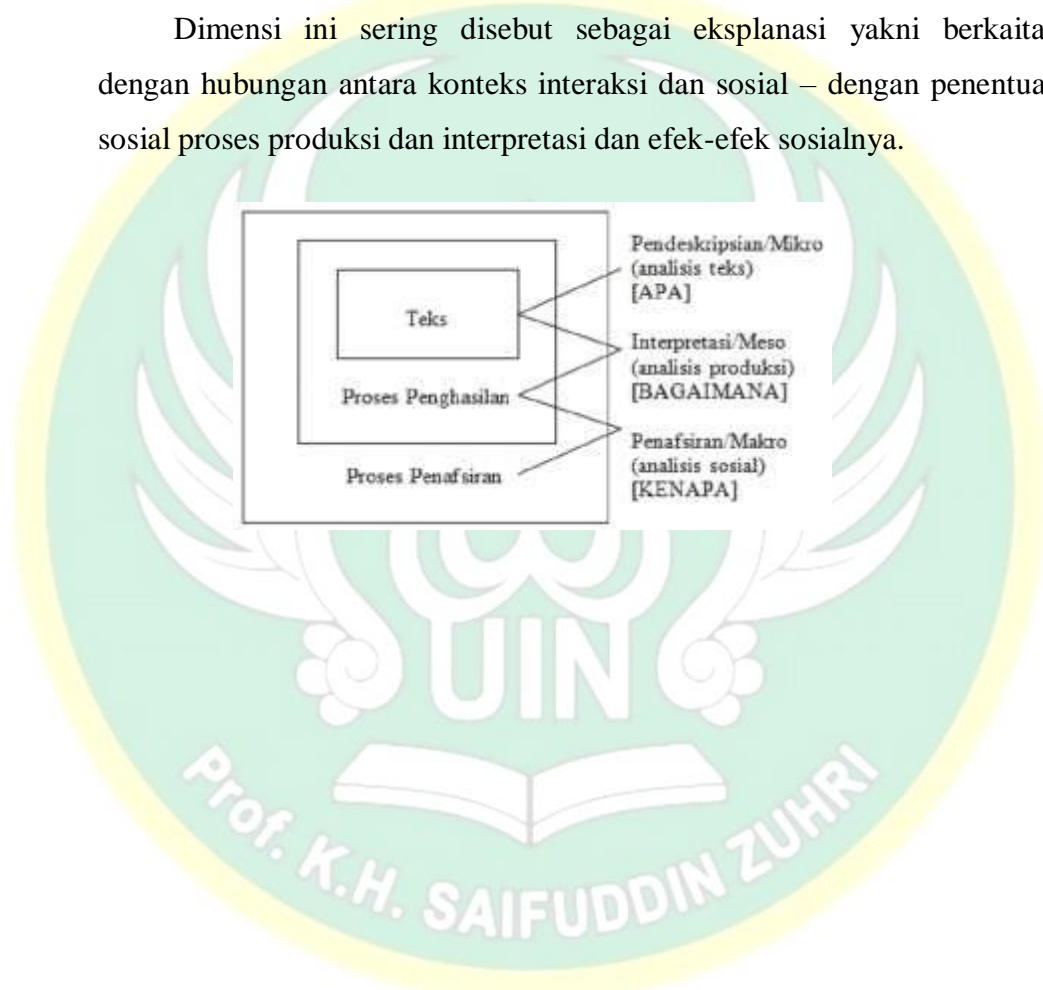 Dimensi ini sering disebut sebagai eksplanasi yakni berkaita
dengan hubungan antara konteks interaksi dan sosial – dengan penentua
sosial proses produksi dan interpretasi dan efek-efek sosialnya.
Teks
Proses Penghasilan
Proses Penafsiran
Pendeskripsian/Mikro
(analisis teks)
[APA]
Interpretasi/Meso
(analisis produksi)
[BAGAIMANA]
Penafsiran/Makro
(analisis sosial)
[KENAPA]
UIN
Prof. K.H. SAIFUDDIN ZUHRI